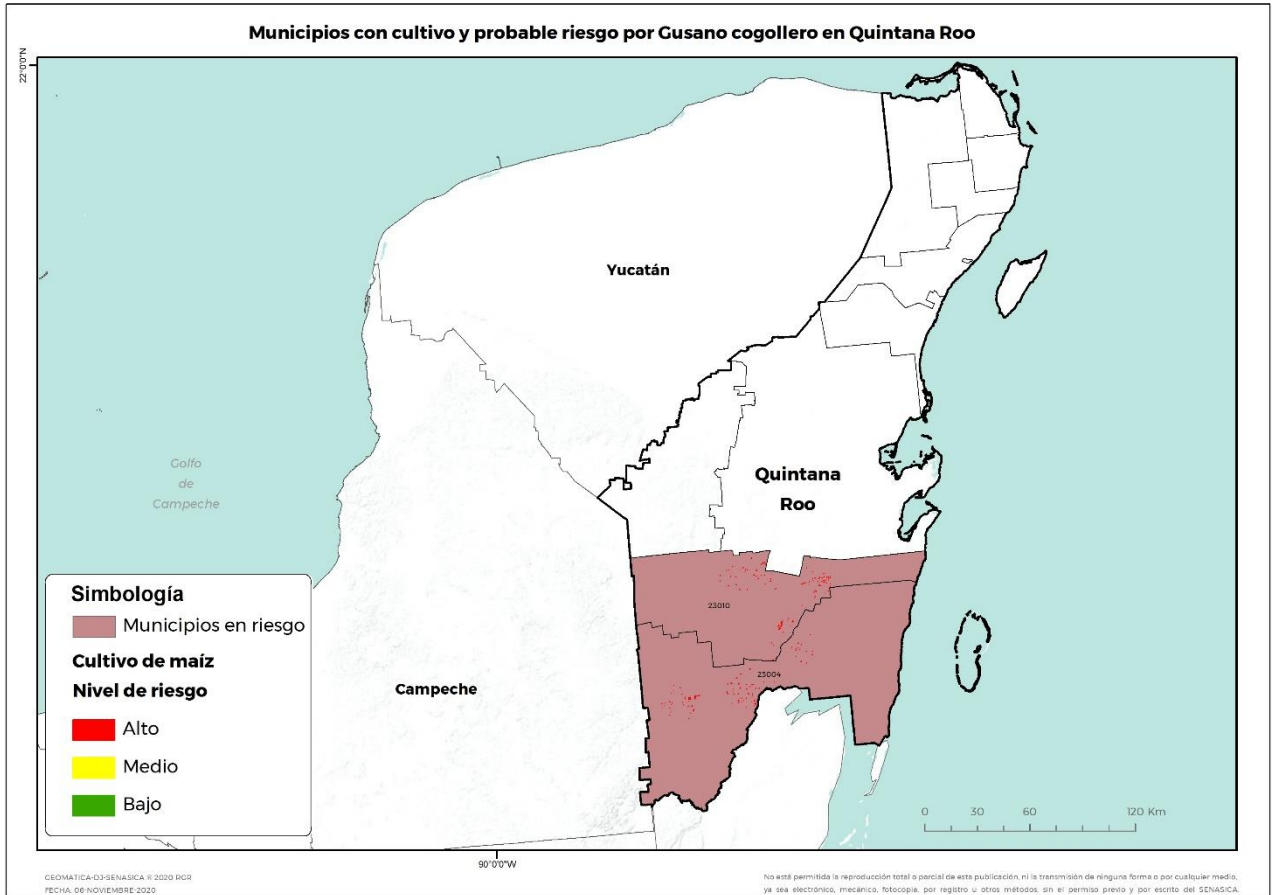 Municipios con cultivo y probable riesgo por Gusano cogollero en Quintana Roo
22°0'0"N
Yucatán
Quintana
Roo
Golfo
de
Campeche
Simbología
Municipios en riesgo
Cultivo de maíz
Nivel de riesgo
Alto
Medio
Bajo
23010
23004
Campeche
0 30 60 120 Km
90°0'0"W
GEOMATICA-DJ-SENASICA © 2020 RGR
FECHA. 06-NOVIEMBRE-2020
No está permitida la reproducción total o parcial de esta publicación, ni la transmisión de ninguna forma o por cualquier medio,
ya sea electrónico, mecánico, fotocopia, por registro u otros métodos, sin el permiso previo y por escrito del SENASICA.